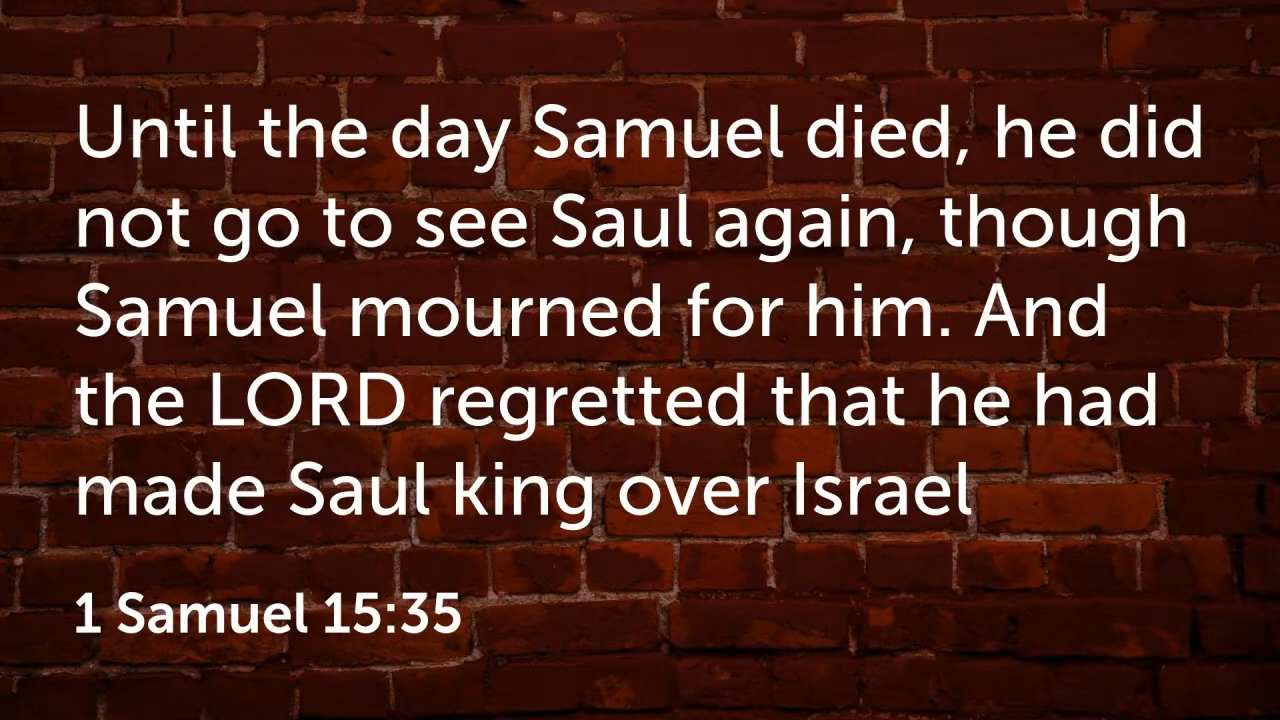 Until the day Samuel died, he did
not go to see Saul again, though
Samuel mourned for him. And
the LORD regretted that he had
made Saul king over Israel
1 Samuel 15:35